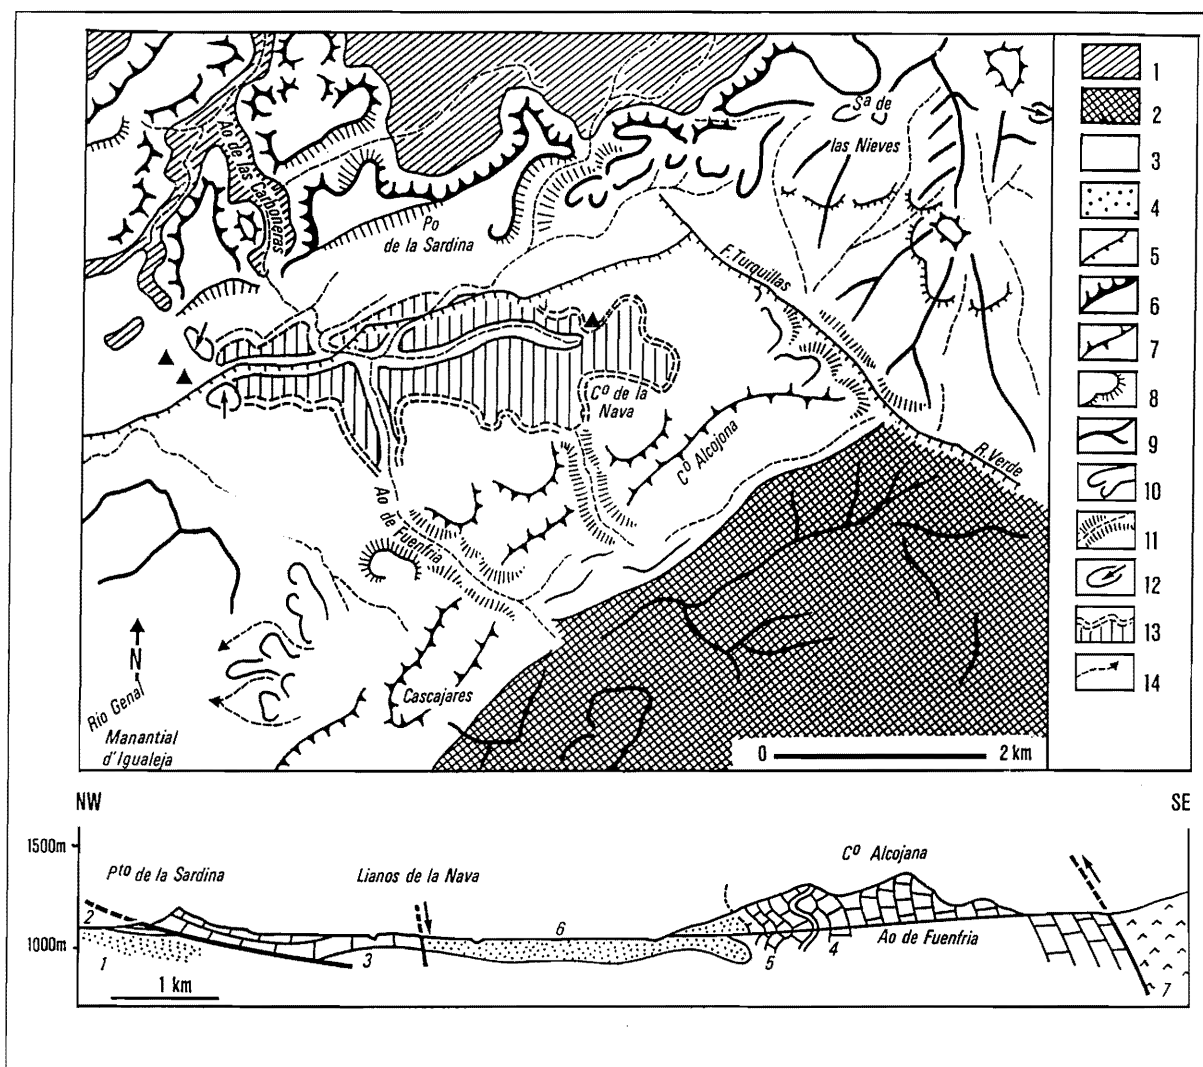 Ao
de las Carboneras
Po
de la Sardina
Sa de
las Nieves
F. Turquillas
Co de la
Nava
Co Alcojona
R. Verde
Ao de Fuenfria
N
Rio Genal
Manantial
d'Igualeja
Cascajares
0 2 km
1
2
3
4
5
6
7
8
9
10
11
12
13
14
NW SE
1500m
1000m
Pto de la Sardina
Lianos de la Nava
Co Alcojana
Ao de Fuenfria
2
1
3
6
5
4
7
1 km